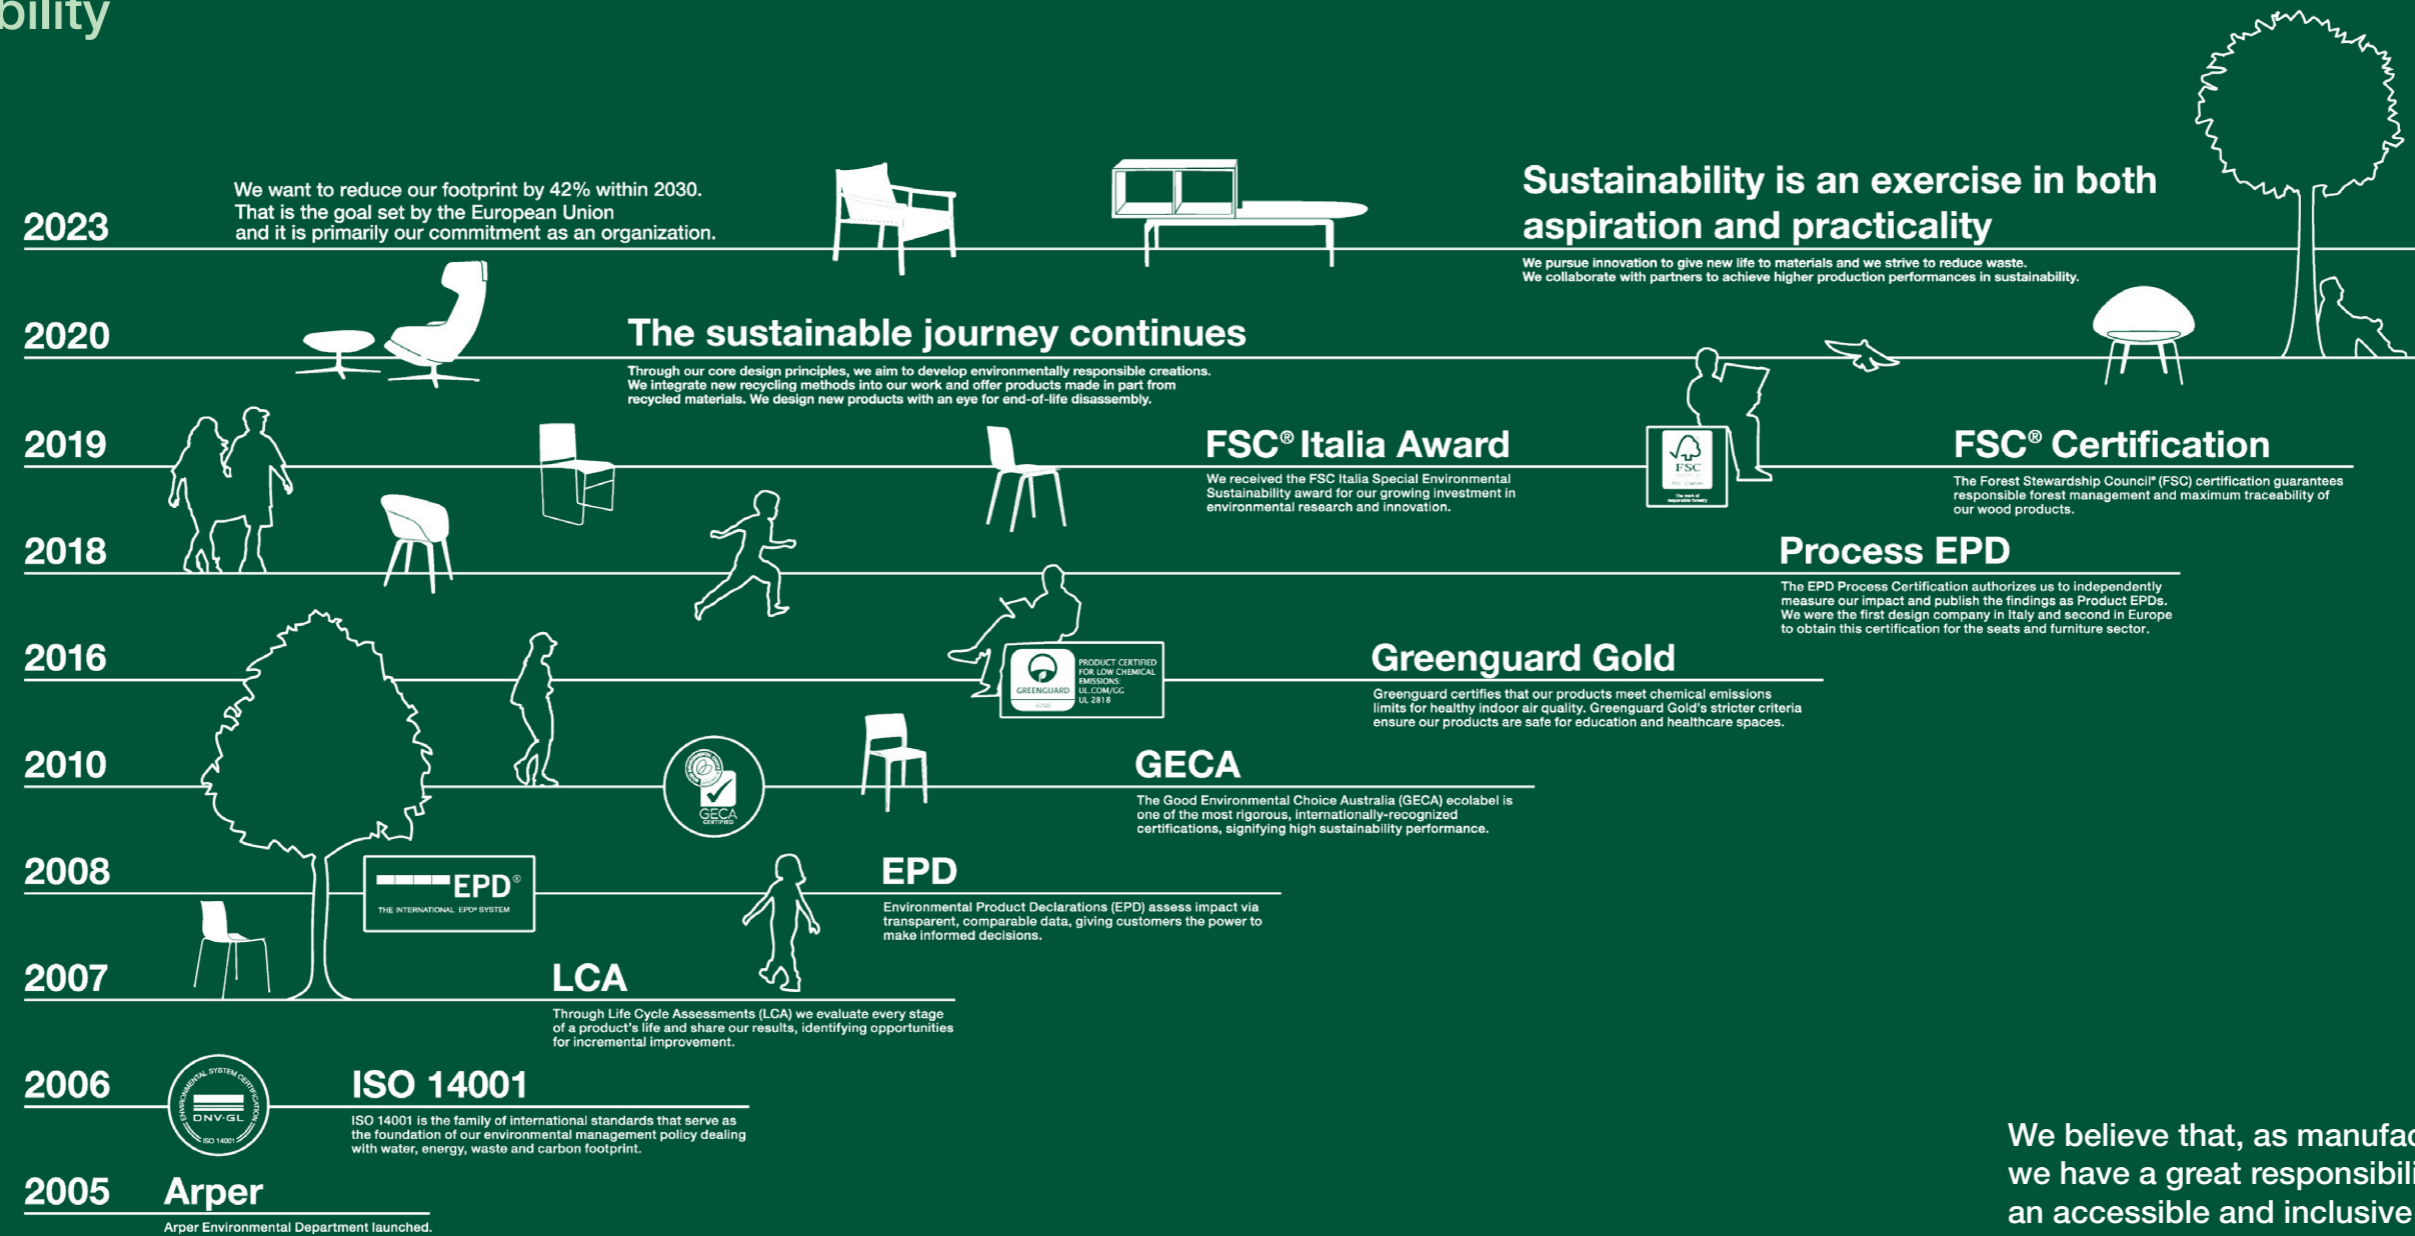 bility
2023
We want to reduce our footprint by 42% within 2030.
That is the goal set by the European Union
and it is primarily our commitment as an organization.
Sustainability is an exercise in both
aspiration and practicality
We pursue innovation to give new life to materials and we strive to reduce waste.
We collaborate with partners to achieve higher production performances in sustainability.
2020
The sustainable journey continues
Through our core design principles, we aim to develop environmentally responsible creations.
We integrate new recycling methods into our work and offer products made in part from
recycled materials. We design new products with an eye for end-of-life disassembly.
2019
FSC® Italia Award
We received the FSC Italia Special Environmental
Sustainability award for our growing investment in
environmental research and innovation.
FSC
The mark of
responsible forestry
FSC® Certification
The Forest Stewardship Council® (FSC) certification guarantees
responsible forest management and maximum traceability of
our wood products.
2018
Process EPD
The EPD Process Certification authorizes us to independently
measure our impact and publish the findings as Product EPDs.
We were the first design company in Italy and second in Europe
to obtain this certification for the seats and furniture sector.
2016
GREENGUARD
PRODUCT CERTIFIED
FOR LOW CHEMICAL
EMISSIONS:
UL.COM/GG
UL 2818
Greenguard Gold
Greenguard certifies that our products meet chemical emissions
limits for healthy indoor air quality. Greenguard Gold's stricter criteria
ensure our products are safe for education and healthcare spaces.
2010
GECA
CERTIFIED
GECA
The Good Environmental Choice Australia (GECA) ecolabel is
one of the most rigorous, internationally-recognized
certifications, signifying high sustainability performance.
2008
EPD®
THE INTERNATIONAL EPD® SYSTEM
EPD
Environmental Product Declarations (EPD) assess impact via
transparent, comparable data, giving customers the power to
make informed decisions.
2007
LCA
Through Life Cycle Assessments (LCA) we evaluate every stage
of a product's life and share our results, identifying opportunities
for incremental improvement.
2006
ENVIRONMENTAL SYSTEM CERTIFICATION
DNV·GL
ISO 14001
ISO 14001
ISO 14001 is the family of international standards that serve as
the foundation of our environmental management policy dealing
with water, energy, waste and carbon footprint.
2005
Arper
Arper Environmental Department launched.
We believe that, as manufac
we have a great responsibili
an accessible and inclusive